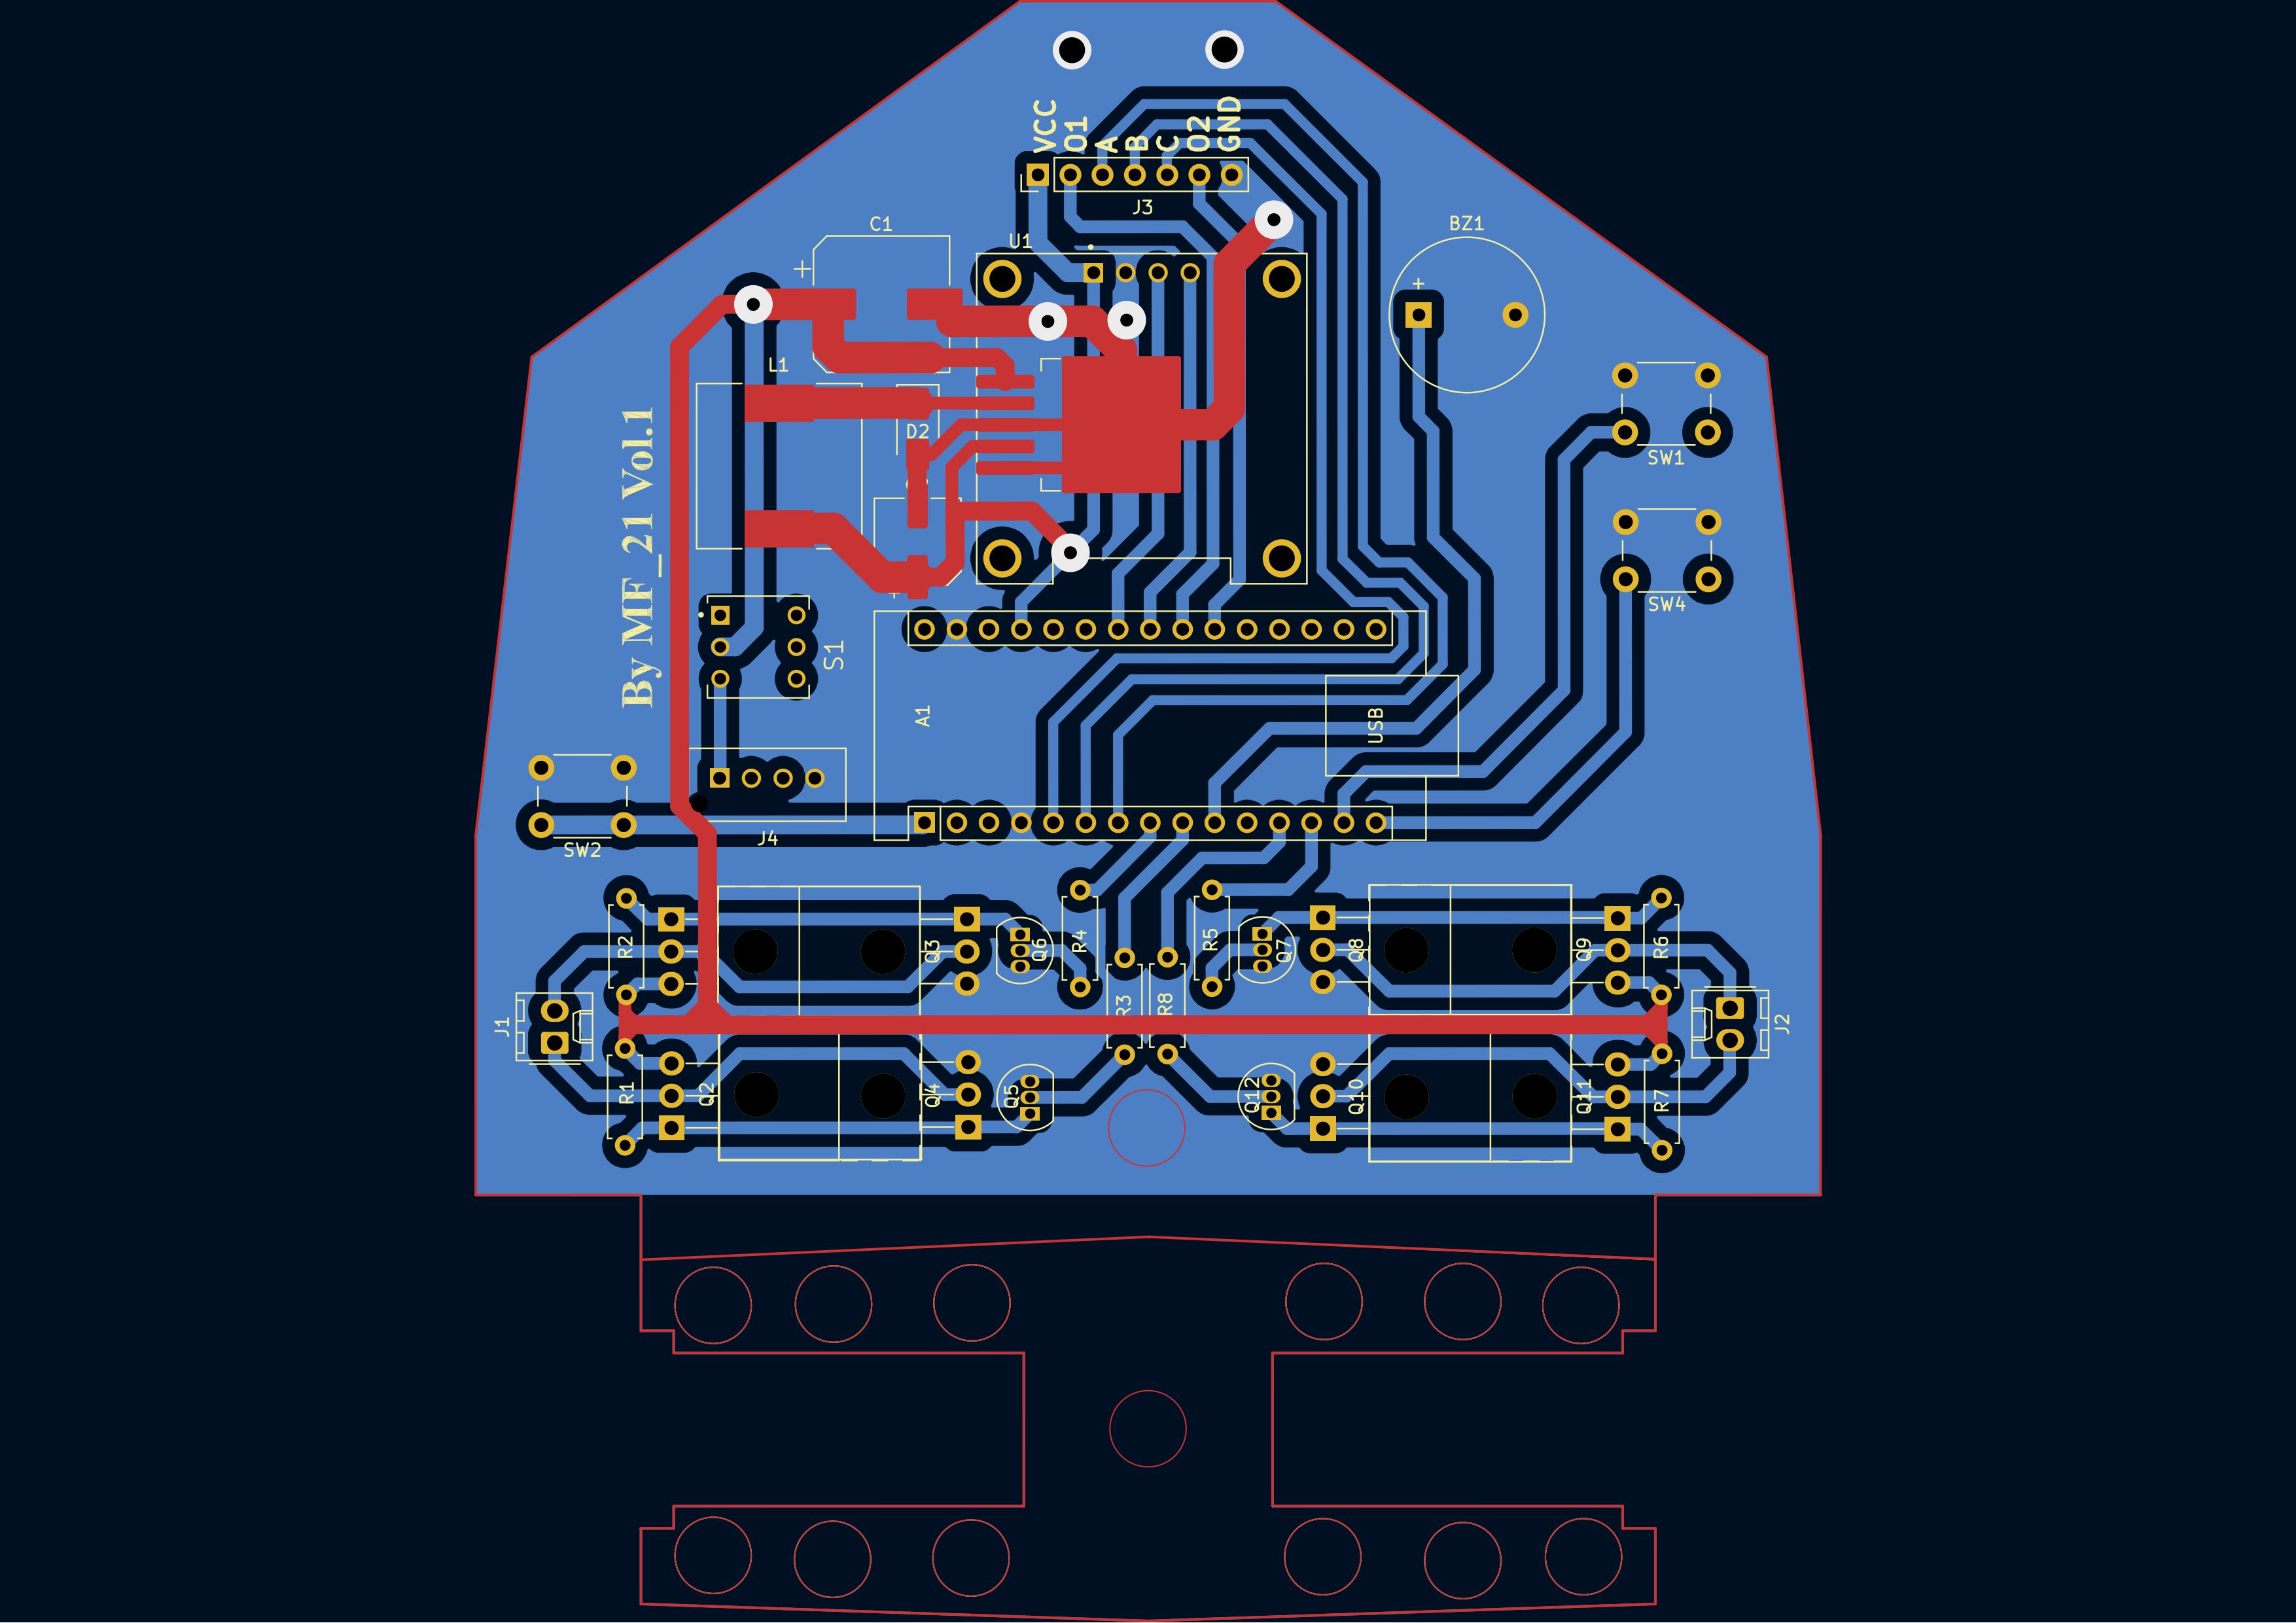 VCC
O1
A
B
C
O2
GND
J3
C1
BZ1
U1
+
+
L1
D2
By MF_21 Vol.1
SW1
SW4
S1
A1
USB
J4
SW2
R2
Q3
Q6
R4
R5
Q7
Q8
Q9
R6
J1
R3
R8
J2
R1
Q2
Q4
Q5
Q12
Q10
Q11
R7